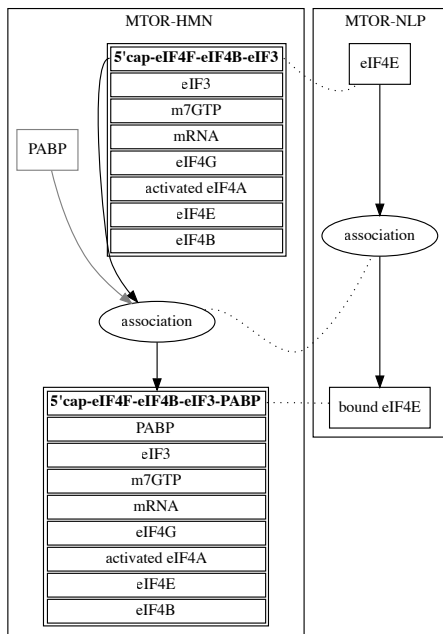 MTOR-HMN
5'cap-eIF4F-eIF4B-eIF3
eIF3
m7GTP
mRNA
eIF4G
activated eIF4A
eIF4E
eIF4B
PABP
association
5'cap-eIF4F-eIF4B-eIF3-PABP
PABP
eIF3
m7GTP
mRNA
eIF4G
activated eIF4A
eIF4E
eIF4B
MTOR-NLP
eIF4E
association
bound eIF4E